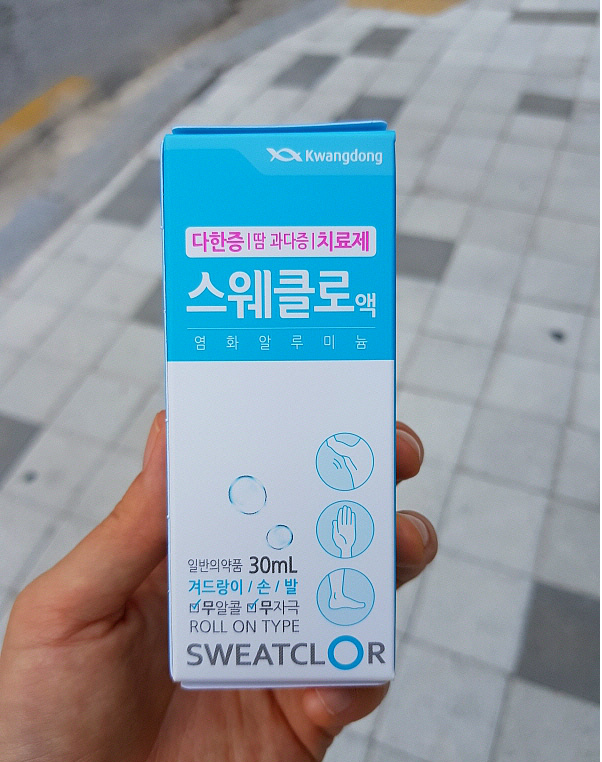 Kwangdong
다한증|땀 과다증|치료제
스웨클로액
염화알루미늄
일반의약품 30mL
겨드랑이 / 손 / 발
☑무알콜 ☑무자극
ROLL ON TYPE
SWEATCLOR